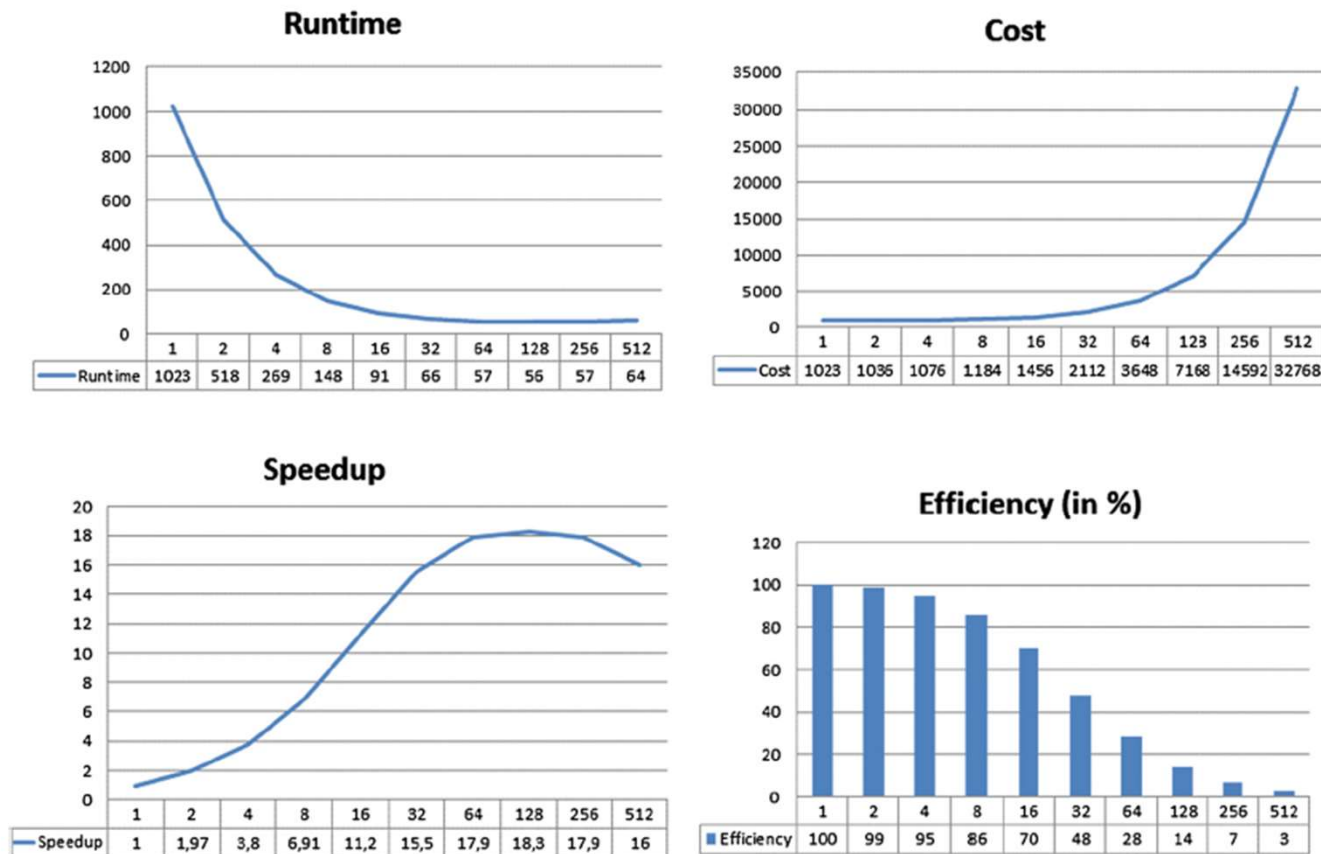 Runtime
1200
1000
800
600
400
200
0
1 2 4 8 16 32 64 128 256 512
Runtime 1023 518 269 148 91 66 57 56 57 64
Cost
35000
30000
25000
20000
15000
10000
5000
0
1 2 4 8 16 32 64 123 256 512
Cost 1023 1036 1076 1184 1456 2112 3648 7168 14592 32768
Speedup
20
18
16
14
12
10
8
6
4
2
0
1 2 4 8 16 32 64 128 256 512
Speedup 1 1,97 3,8 6,91 11,2 15,5 17,9 18,3 17,9 16
Efficiency (in %)
120
100
80
60
40
20
0
1 2 4 8 16 32 64 128 256 512
Efficiency 100 99 95 86 70 48 28 14 7 3